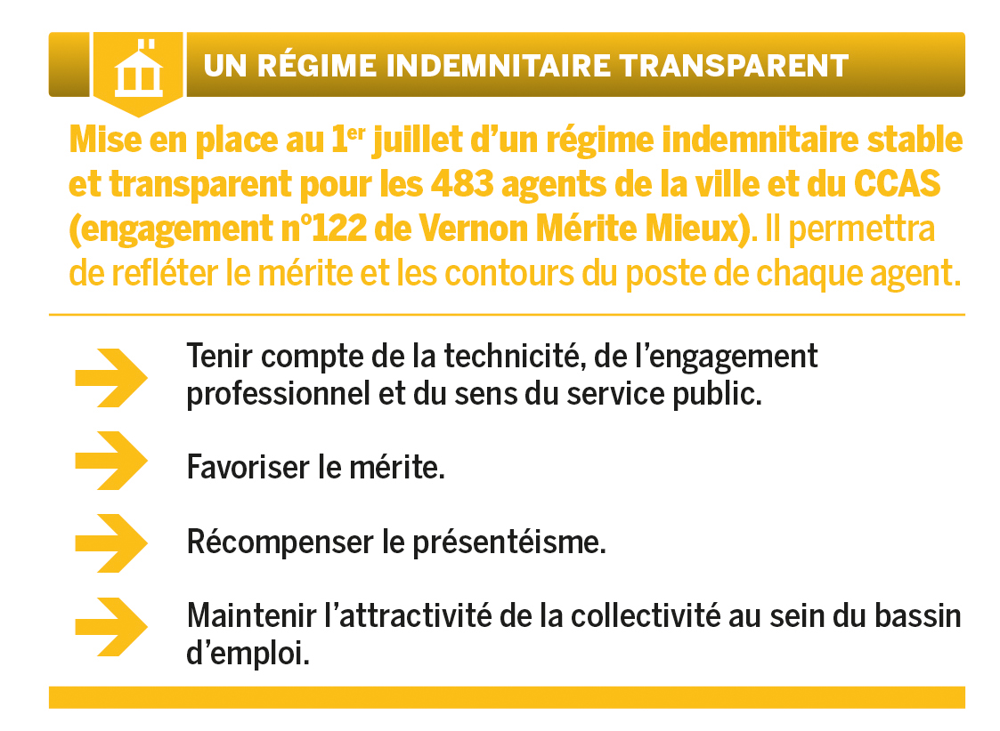 UN RÉGIME INDEMNITAIRE TRANSPARENT
Mise en place au 1er juillet d’un régime indemnitaire stable
et transparent pour les 483 agents de la ville et du CCAS
(engagement n°122 de Vernon Mérite Mieux). Il permettra
de refléter le mérite et les contours du poste de chaque agent.
Tenir compte de la technicité, de l’engagement
professionnel et du sens du service public.
Favoriser le mérite.
Récompenser le présentéisme.
Maintenir l’attractivité de la collectivité au sein du bassin
d’emploi.